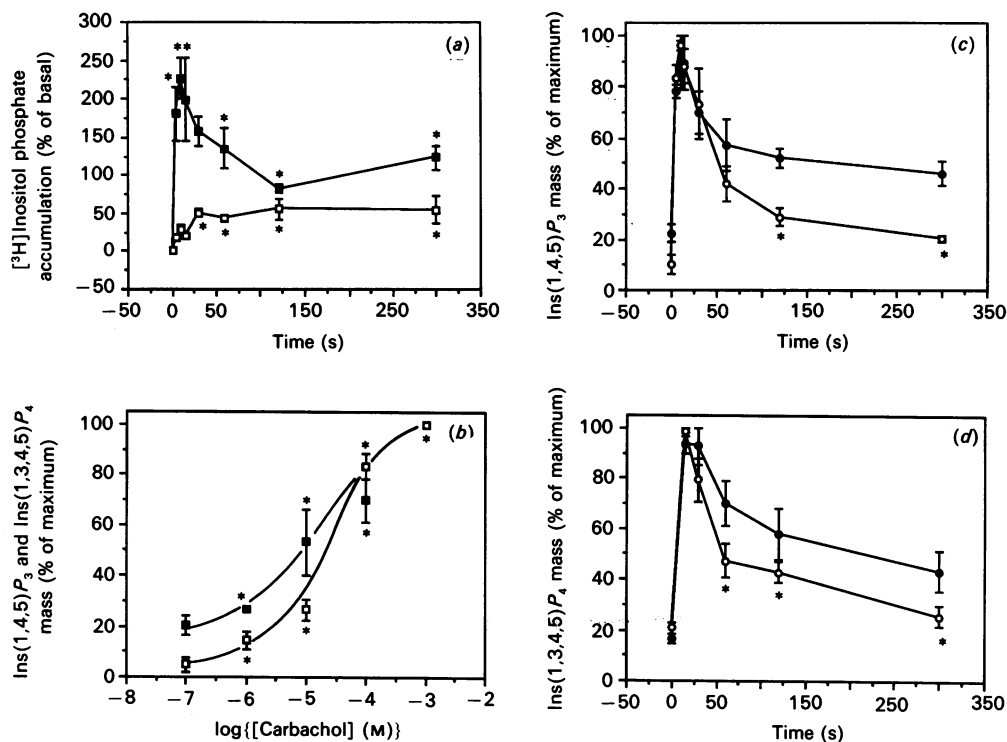 (a)
[³H]Inositol phosphate
accumulation (% of basal)
300
250
200
150
100
50
0
−50
* * * * * *
* * * *
−50 0 50 100 150 200 250 300 350
Time (s)
(c)
Ins(1,4,5)P₃ mass (% of maximum)
100
80
60
40
20
0
* *
−50 0 50 100 150 200 250 300 350
Time (s)
(b)
Ins(1,4,5)P₃ and Ins(1,3,4,5)P₄
mass (% of maximum)
100
80
60
40
20
0
* * * *
* * * *
−7 −6 −5 −4 −3 −2
−8
log{[Carbachol] (M)}
(d)
Ins(1,3,4,5)P₄ mass (% of maximum)
100
80
60
40
20
0
* * *
−50 0 50 100 150 200 250 300 350
Time (s)